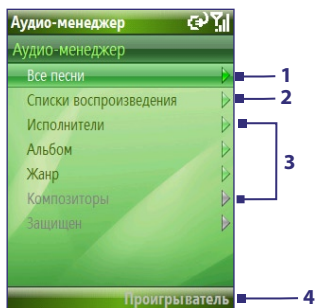 Аудио-менеджер
Аудио-менеджер
Все песни
1
Списки воспроизведения
2
Исполнители
Альбом
3
Жанр
Композиторы
Защищен
Проигрыватель
4